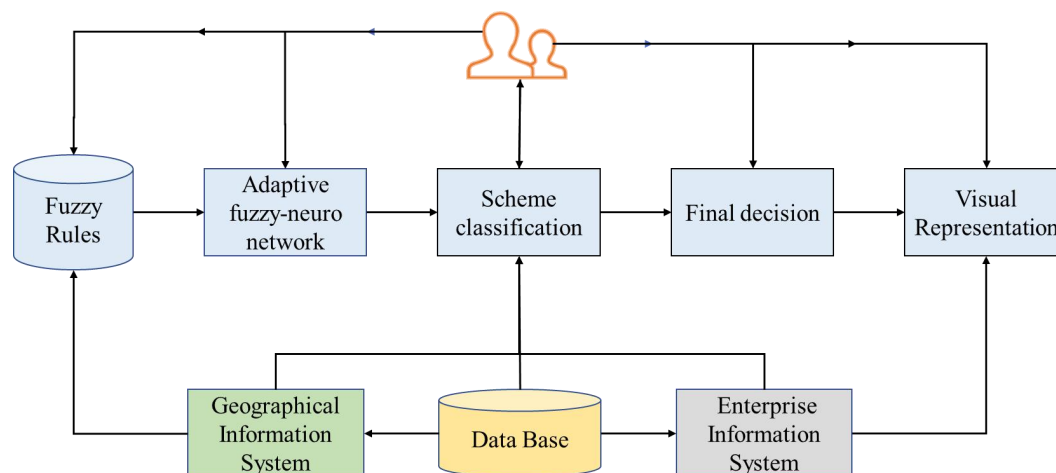 Fuzzy
Rules
Adaptive
fuzzy-neuro
network
Scheme
classification
Final decision
Visual
Representation
Geographical
Information
System
Data Base
Enterprise
Information
System